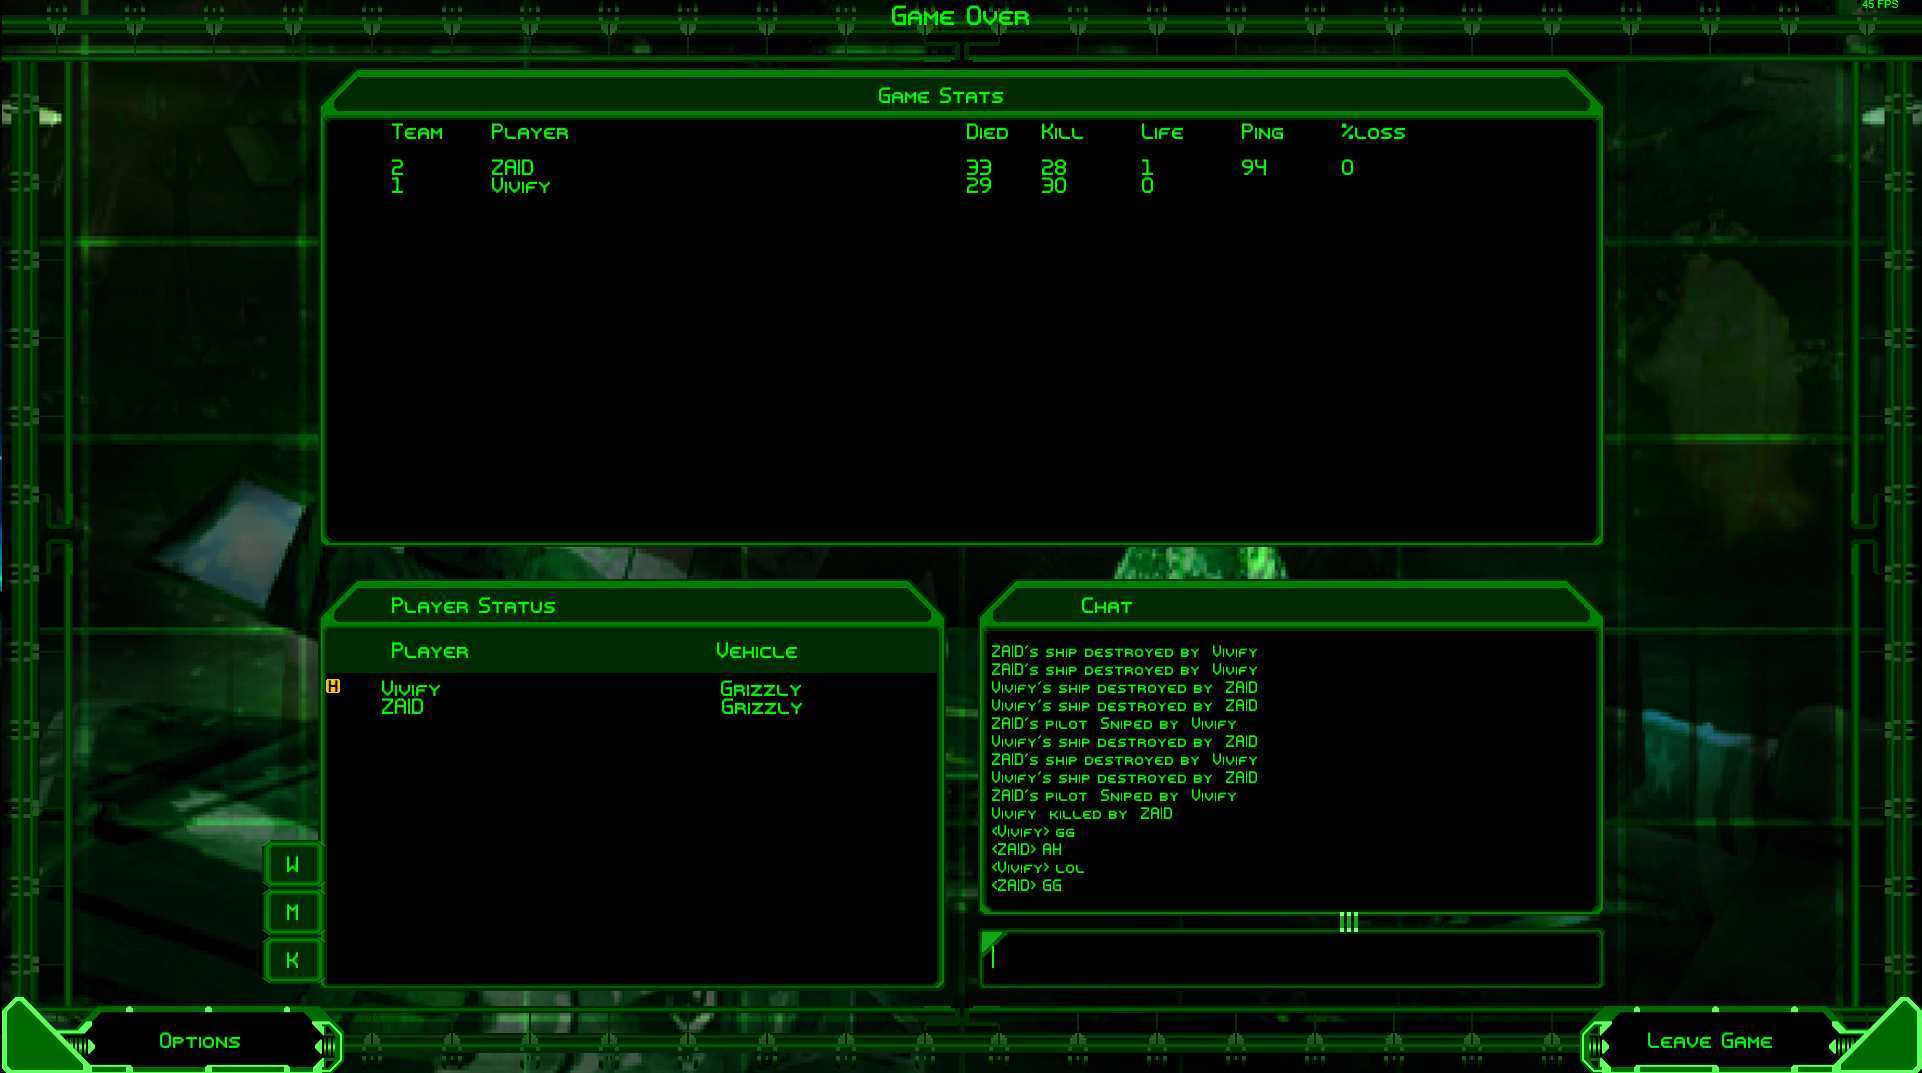 45 FPS
Game Over
Game Stats
Team Player Died Kill Life Ping %loss
2 ZAID 33 28 1 94 0
1 Vivify 29 30 0
Player Status
Player Vehicle
H Vivify Grizzly
ZAID Grizzly
W
M
K
Chat
ZAID's ship destroyed by Vivify
ZAID's ship destroyed by Vivify
Vivify's ship destroyed by ZAID
Vivify's ship destroyed by ZAID
ZAID's pilot Sniped by Vivify
Vivify's ship destroyed by ZAID
ZAID's ship destroyed by Vivify
Vivify's ship destroyed by ZAID
ZAID's pilot Sniped by Vivify
Vivify killed by ZAID
<Vivify> gg
<ZAID> AH
<Vivify> lol
<ZAID> GG
Options
Leave Game